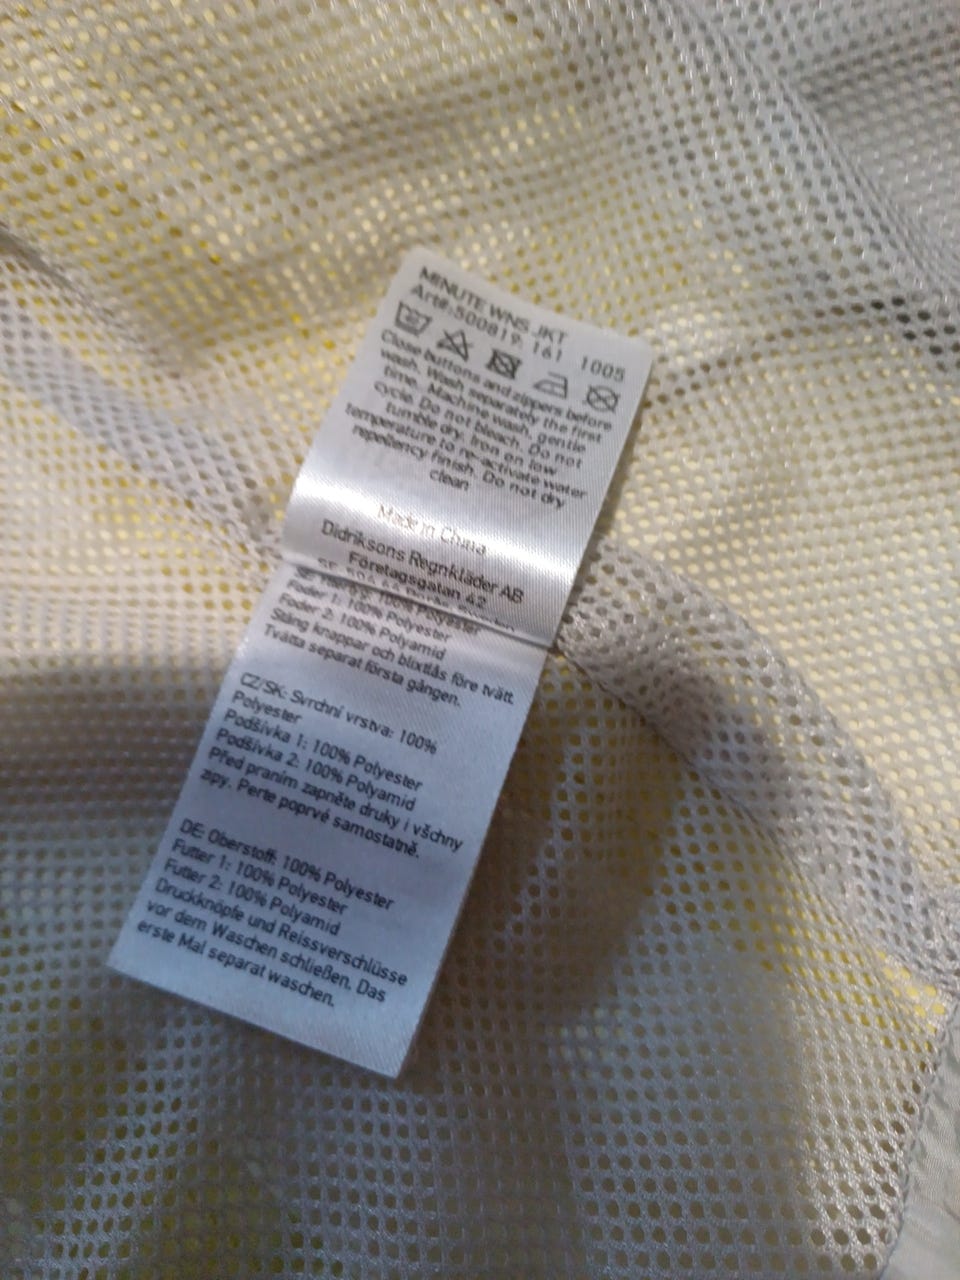 MINUTE WNS JKT
Art#:500819, 161 1005
Close buttons and zippers before
wash. Wash separately the first
time. Machine wash, gentle
cycle. Do not bleach. Do not
tumble dry. Iron on low
temperature to re-activate water
repellency finish. Do not dry
clean
Made in China
Didriksons Regnkläder AB
Företagsgatan 42
100% Polyester
Foder 1: 100% Polyester
Foder 2: 100% Polyamid
Stäng knappar och blixtlås före tvätt.
Tvätta separat första gången.
CZ/SK: Svrchní vrstva: 100%
Polyester
Podšívka 1: 100% Polyester
Podšívka 2: 100% Polyamid
Před praním zapněte druky i všchny
zipy. Perte poprvé samostatně.
DE: Oberstoff: 100% Polyester
Futter 1: 100% Polyester
Futter 2: 100% Polyamid
Druckknöpfe und Reissverschlüsse
vor dem Waschen schließen. Das
erste Mal separat waschen.